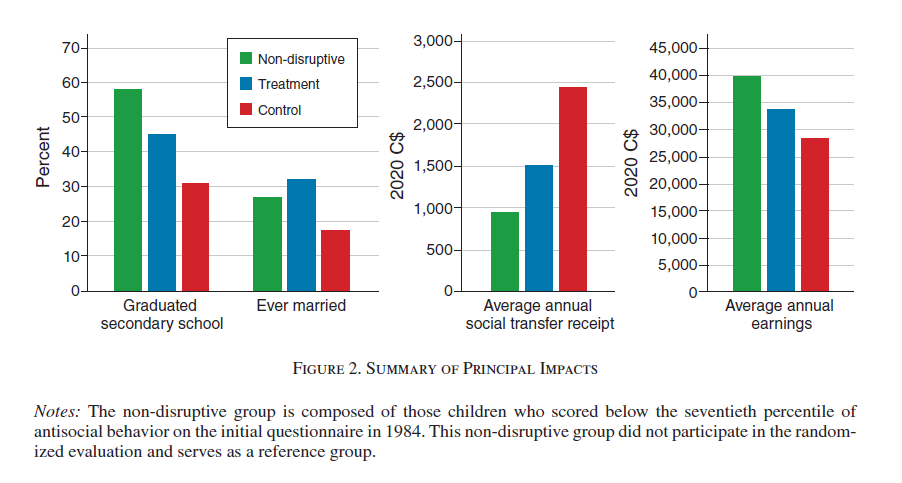 70
60
50
40
30
20
10
0
Percent
Non-disruptive
Treatment
Control
Graduated
secondary school
Ever married
3,000
2,500
2,000
1,500
1,000
500
0
2020 C$
Average annual
social transfer receipt
45,000
40,000
35,000
30,000
25,000
20,000
15,000
10,000
5,000
0
2020 C$
Average annual
earnings
Figure 2. Summary of Principal Impacts
Notes: The non-disruptive group is composed of those children who scored below the seventieth percentile of
antisocial behavior on the initial questionnaire in 1984. This non-disruptive group did not participate in the random-
ized evaluation and serves as a reference group.